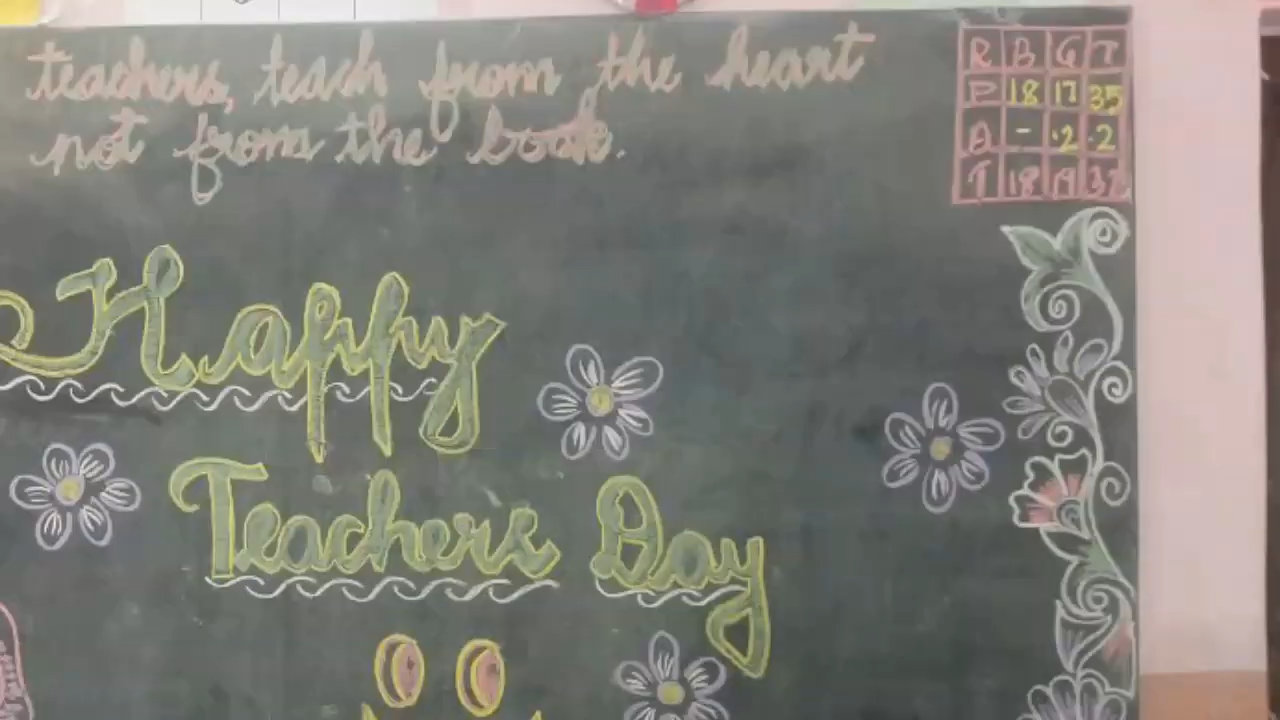 teachers, teach from the heart
not from the book.
R B G T
P 18 17 35
A - 2 2
T 18 19 37
Happy
Teachers Day